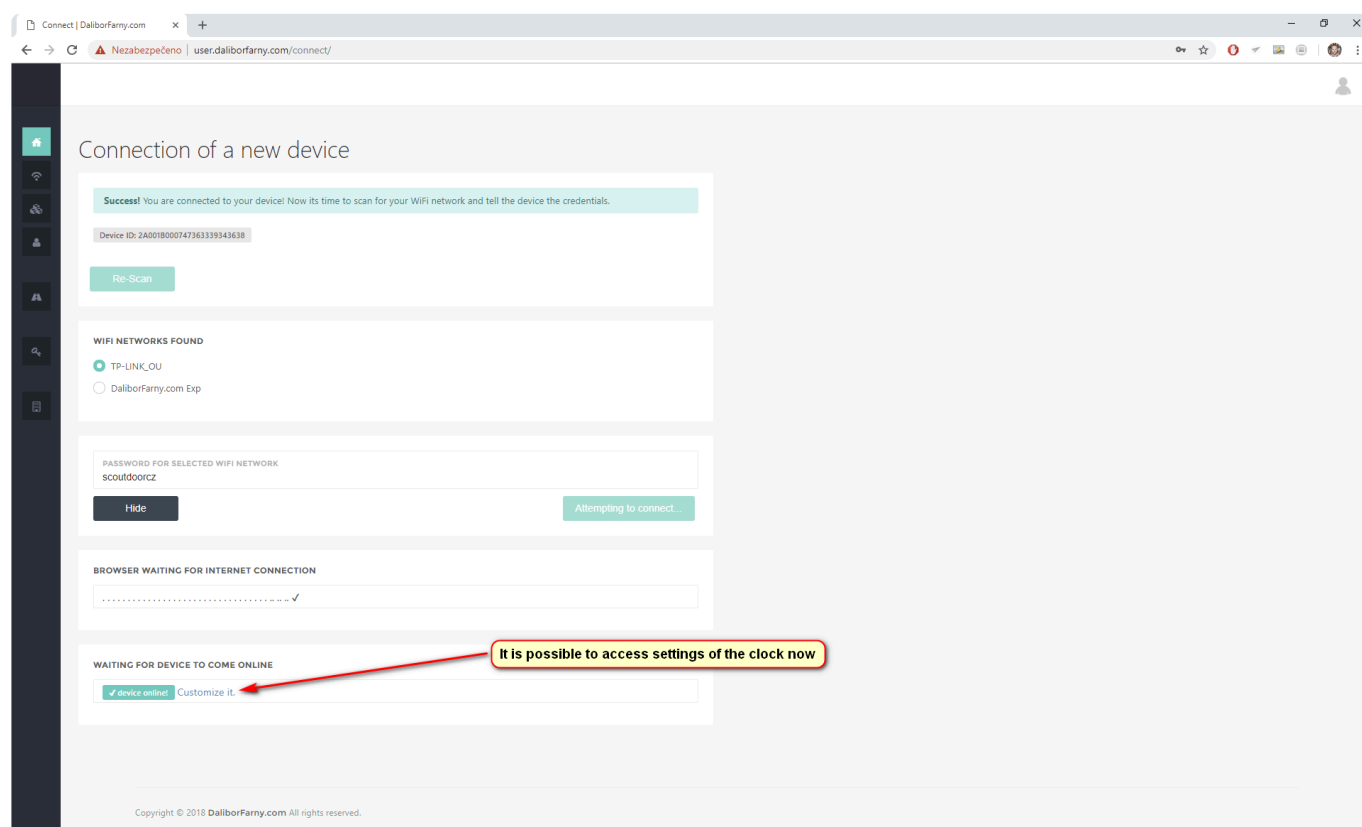 Connect | DaliborFarny.com
Nezabezpečeno | user.daliborfarny.com/connect/
Connection of a new device
Success! You are connected to your device! Now its time to scan for your WiFi network and tell the device the credentials.
Device ID: 2A001B000747363339343638
Re-Scan
WIFI NETWORKS FOUND
TP-LINK_OU
DaliborFarny.com Exp
PASSWORD FOR SELECTED WIFI NETWORK
scoutdoorcz
Hide
Attempting to connect...
BROWSER WAITING FOR INTERNET CONNECTION
. . . . . . . . . . . . . . . . . . . . . . . . . . . . . . . . . .. .. .. ✓
It is possible to access settings of the clock now
WAITING FOR DEVICE TO COME ONLINE
✓ device online! Customize it.
Copyright © 2018 DaliborFarny.com All rights reserved.